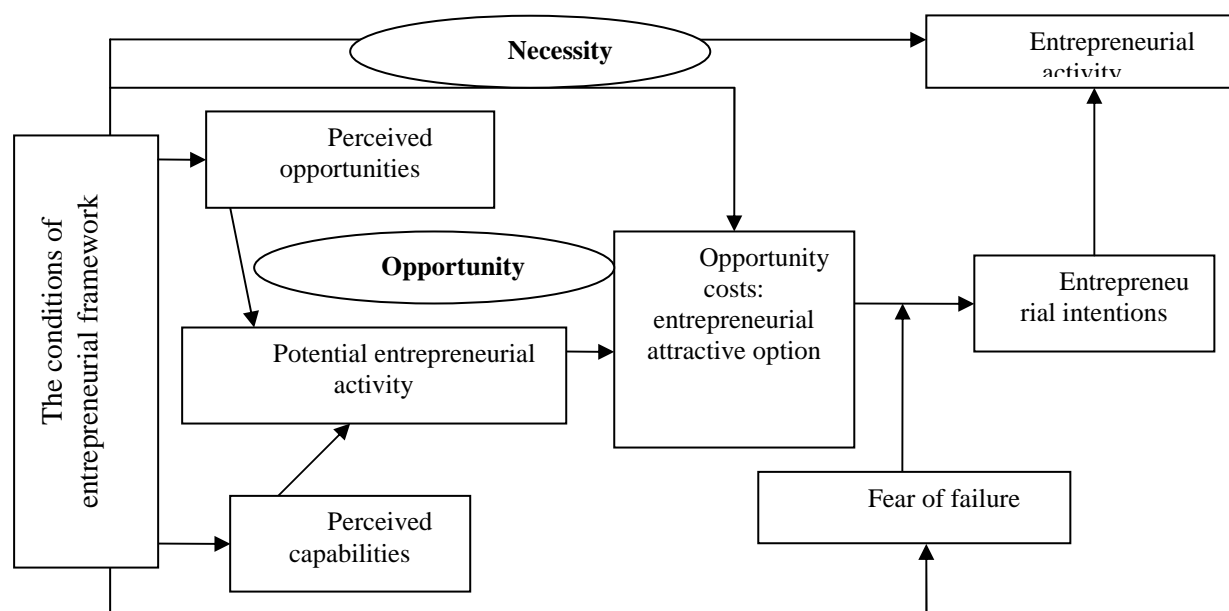 Necessity
Entrepreneurial
activity
Perceived
opportunities
The conditions of
entrepreneurial framework
Opportunity
Opportunity
costs:
entrepreneurial
attractive option
Entrepreneu
rial intentions
Potential entrepreneurial
activity
Fear of failure
Perceived
capabilities